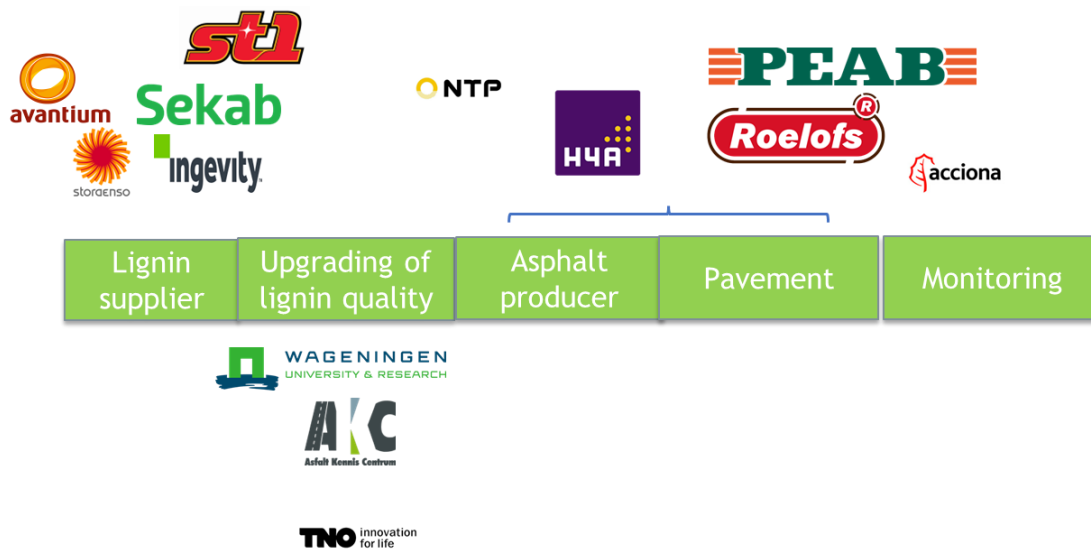 st1
avantium
Sekab
storaenso
ingevity
NTP
H4A
PEAB
Roelofs
R
acciona
Lignin
supplier
Upgrading of
lignin quality
Asphalt
producer
Pavement
Monitoring
WAGENINGEN
UNIVERSITY & RESEARCH
AKC
Asfalt Kennis Centrum
TNO innovation
for life